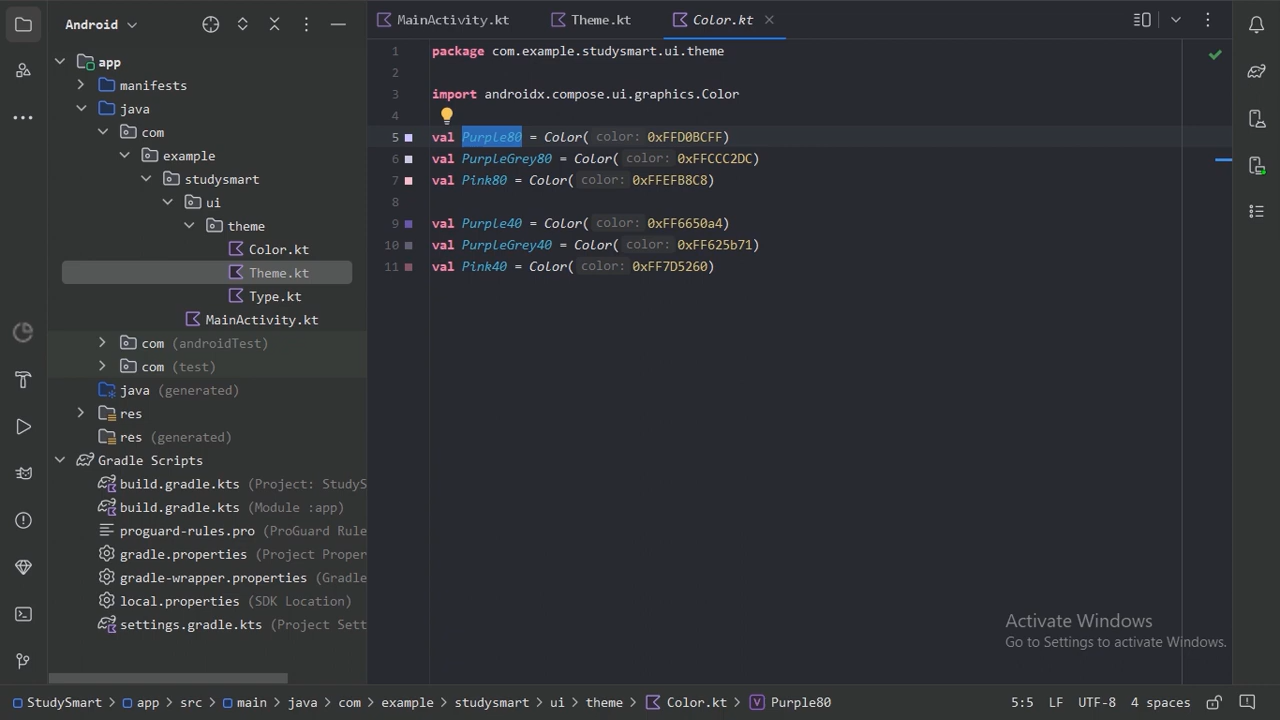 Android
MainActivity.kt
Theme.kt
Color.kt
app
manifests
java
com
example
studysmart
ui
theme
Color.kt
Theme.kt
Type.kt
MainActivity.kt
com (androidTest)
com (test)
java (generated)
res
res (generated)
Gradle Scripts
build.gradle.kts (Project: StudyS
build.gradle.kts (Module :app)
proguard-rules.pro (ProGuard Rule
gradle.properties (Project Proper
gradle-wrapper.properties (Gradle
local.properties (SDK Location)
settings.gradle.kts (Project Sett
1 package com.example.studysmart.ui.theme
2
3 import androidx.compose.ui.graphics.Color
4
5 val Purple80 = Color( color: 0xFFD0BCFF)
6 val PurpleGrey80 = Color( color: 0xFFCCC2DC)
7 val Pink80 = Color( color: 0xFFEFB8C8)
8
9 val Purple40 = Color( color: 0xFF6650a4)
10 val PurpleGrey40 = Color( color: 0xFF625b71)
11 val Pink40 = Color( color: 0xFF7D5260)
Activate Windows
Go to Settings to activate Windows.
StudySmart > app > src > main > java > com > example > studysmart > ui > theme > Color.kt > Purple80
5:5 LF UTF-8 4 spaces